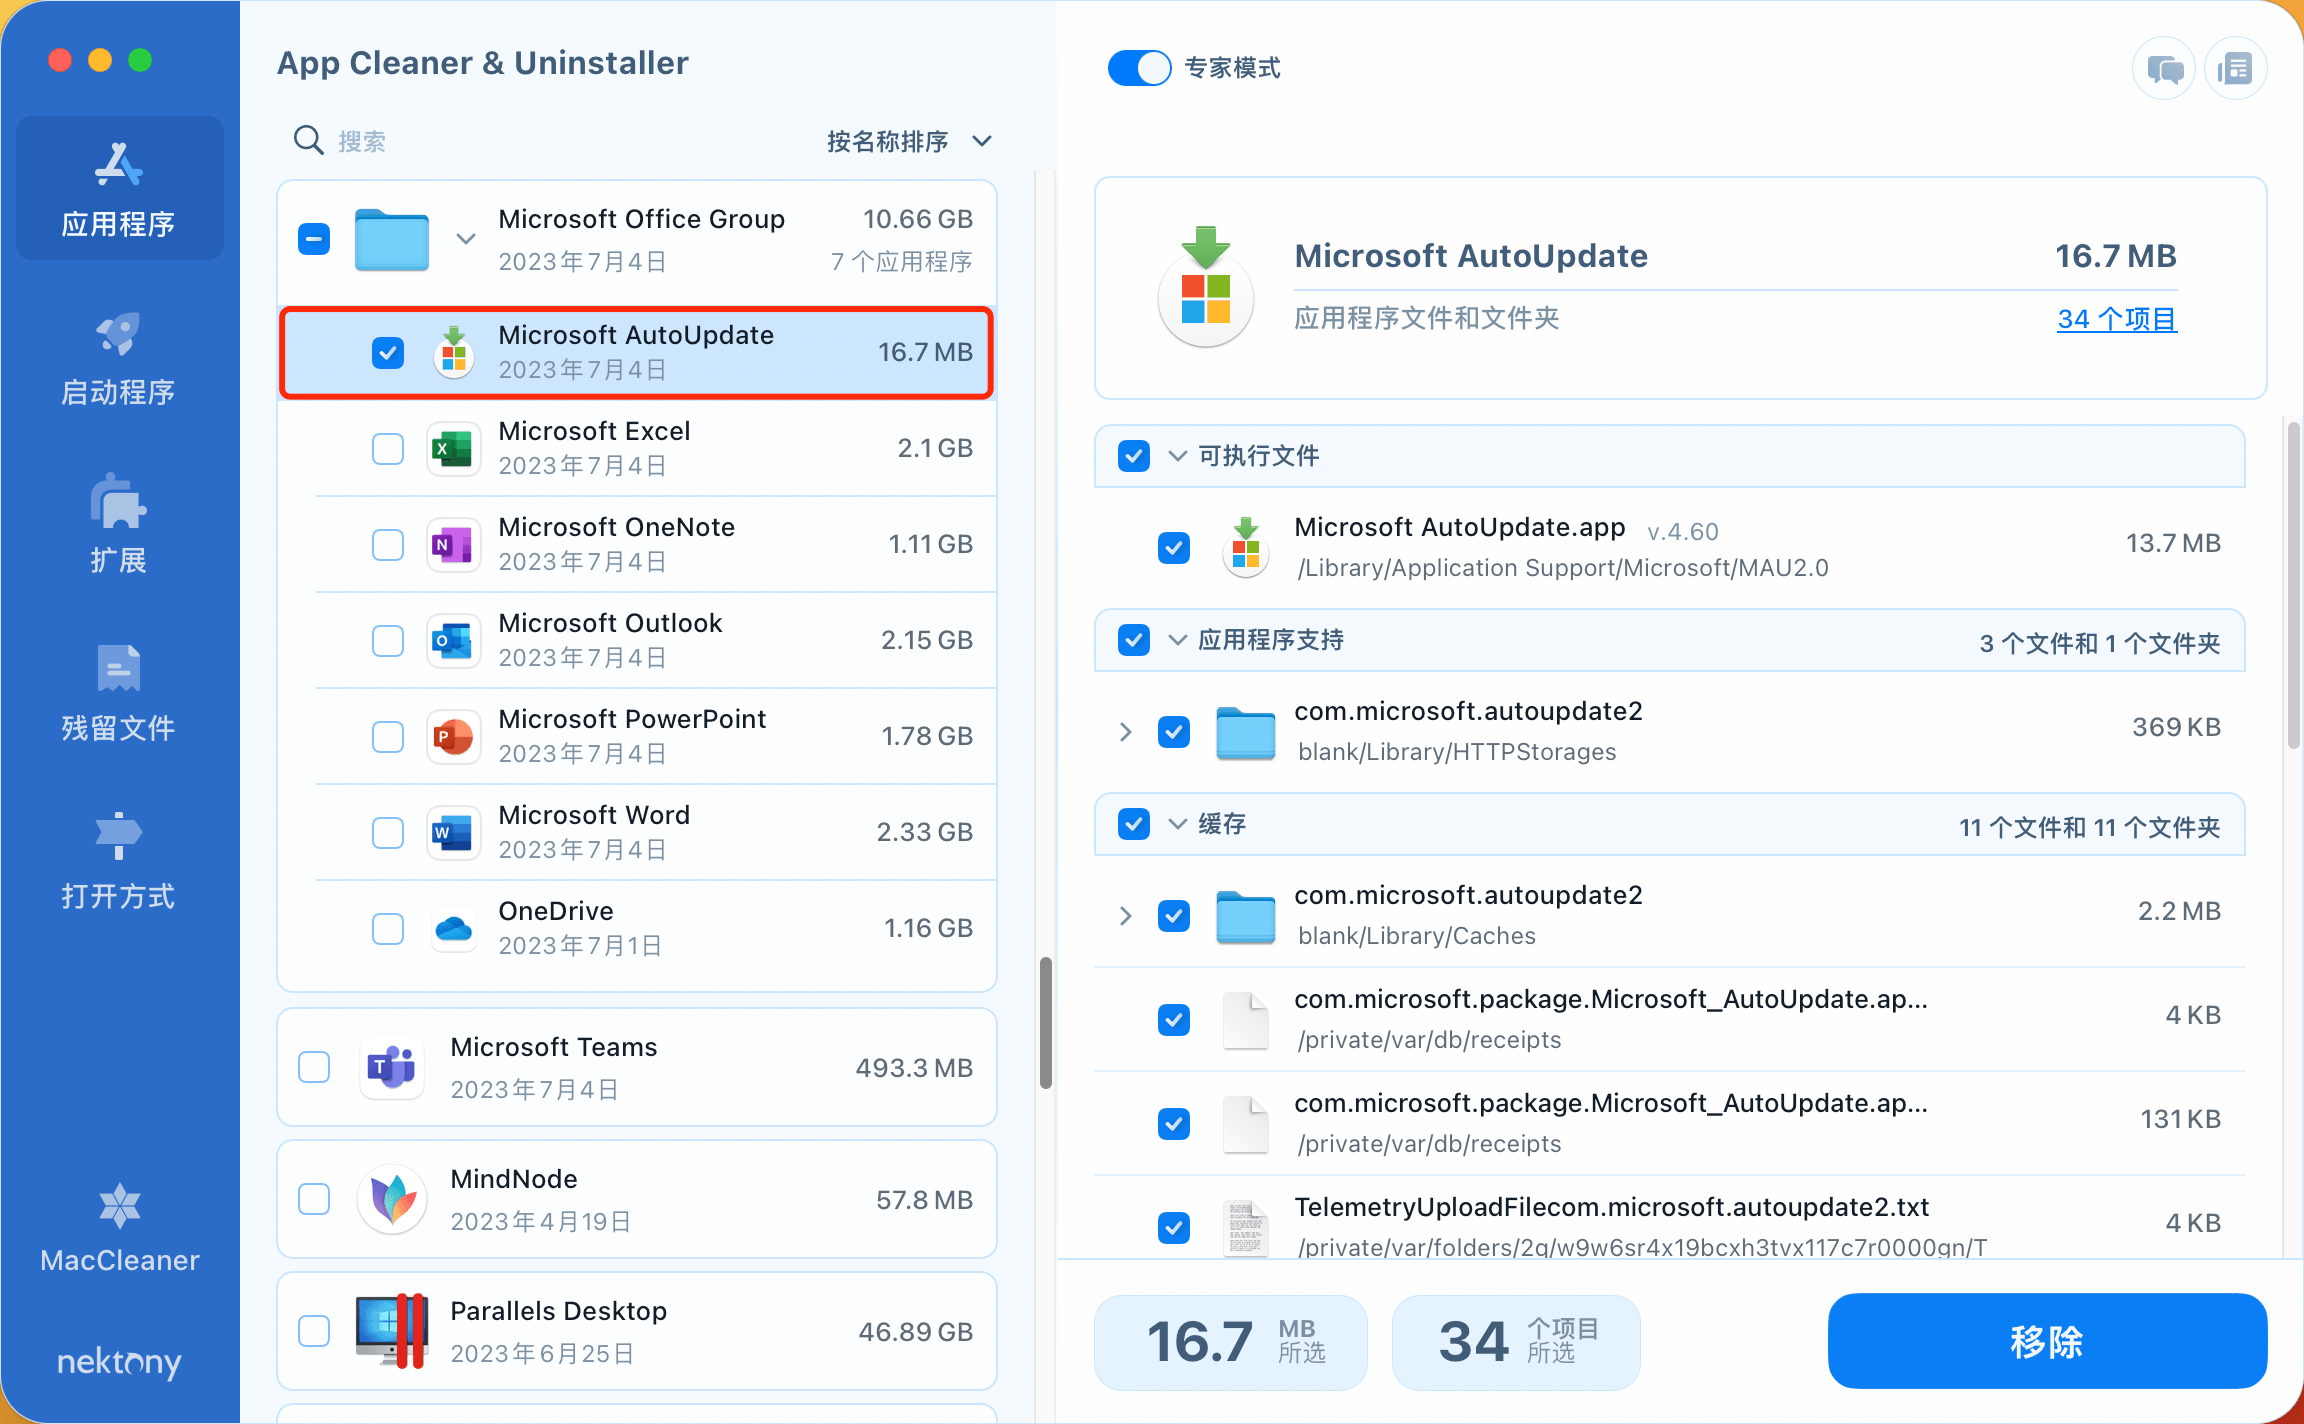 App Cleaner & Uninstaller
搜索
按名称排序
应用程序
启动程序
扩展
残留文件
打开方式
MacCleaner
nektony
Microsoft Office Group
10.66 GB
2023年7月4日
7 个应用程序
Microsoft AutoUpdate
2023年7月4日
16.7 MB
Microsoft Excel
2023年7月4日
2.1 GB
Microsoft OneNote
2023年7月4日
1.11 GB
Microsoft Outlook
2023年7月4日
2.15 GB
Microsoft PowerPoint
2023年7月4日
1.78 GB
Microsoft Word
2023年7月4日
2.33 GB
OneDrive
2023年7月1日
1.16 GB
Microsoft Teams
2023年7月4日
493.3 MB
MindNode
2023年4月19日
57.8 MB
Parallels Desktop
2023年6月25日
46.89 GB
专家模式
Microsoft AutoUpdate
16.7 MB
应用程序文件和文件夹
34 个项目
可执行文件
Microsoft AutoUpdate.app v.4.60
/Library/Application Support/Microsoft/MAU2.0
13.7 MB
应用程序支持
3 个文件和 1 个文件夹
com.microsoft.autoupdate2
blank/Library/HTTPStorages
369 KB
缓存
11 个文件和 11 个文件夹
com.microsoft.autoupdate2
blank/Library/Caches
2.2 MB
com.microsoft.package.Microsoft_AutoUpdate.ap...
/private/var/db/receipts
4 KB
com.microsoft.package.Microsoft_AutoUpdate.ap...
/private/var/db/receipts
131 KB
TelemetryUploadFilecom.microsoft.autoupdate2.txt
/private/var/folders/2q/w9w6sr4x19bcxh3tvx117c7r0000gn/T
4 KB
16.7 MB
所选
34 个项目
所选
移除